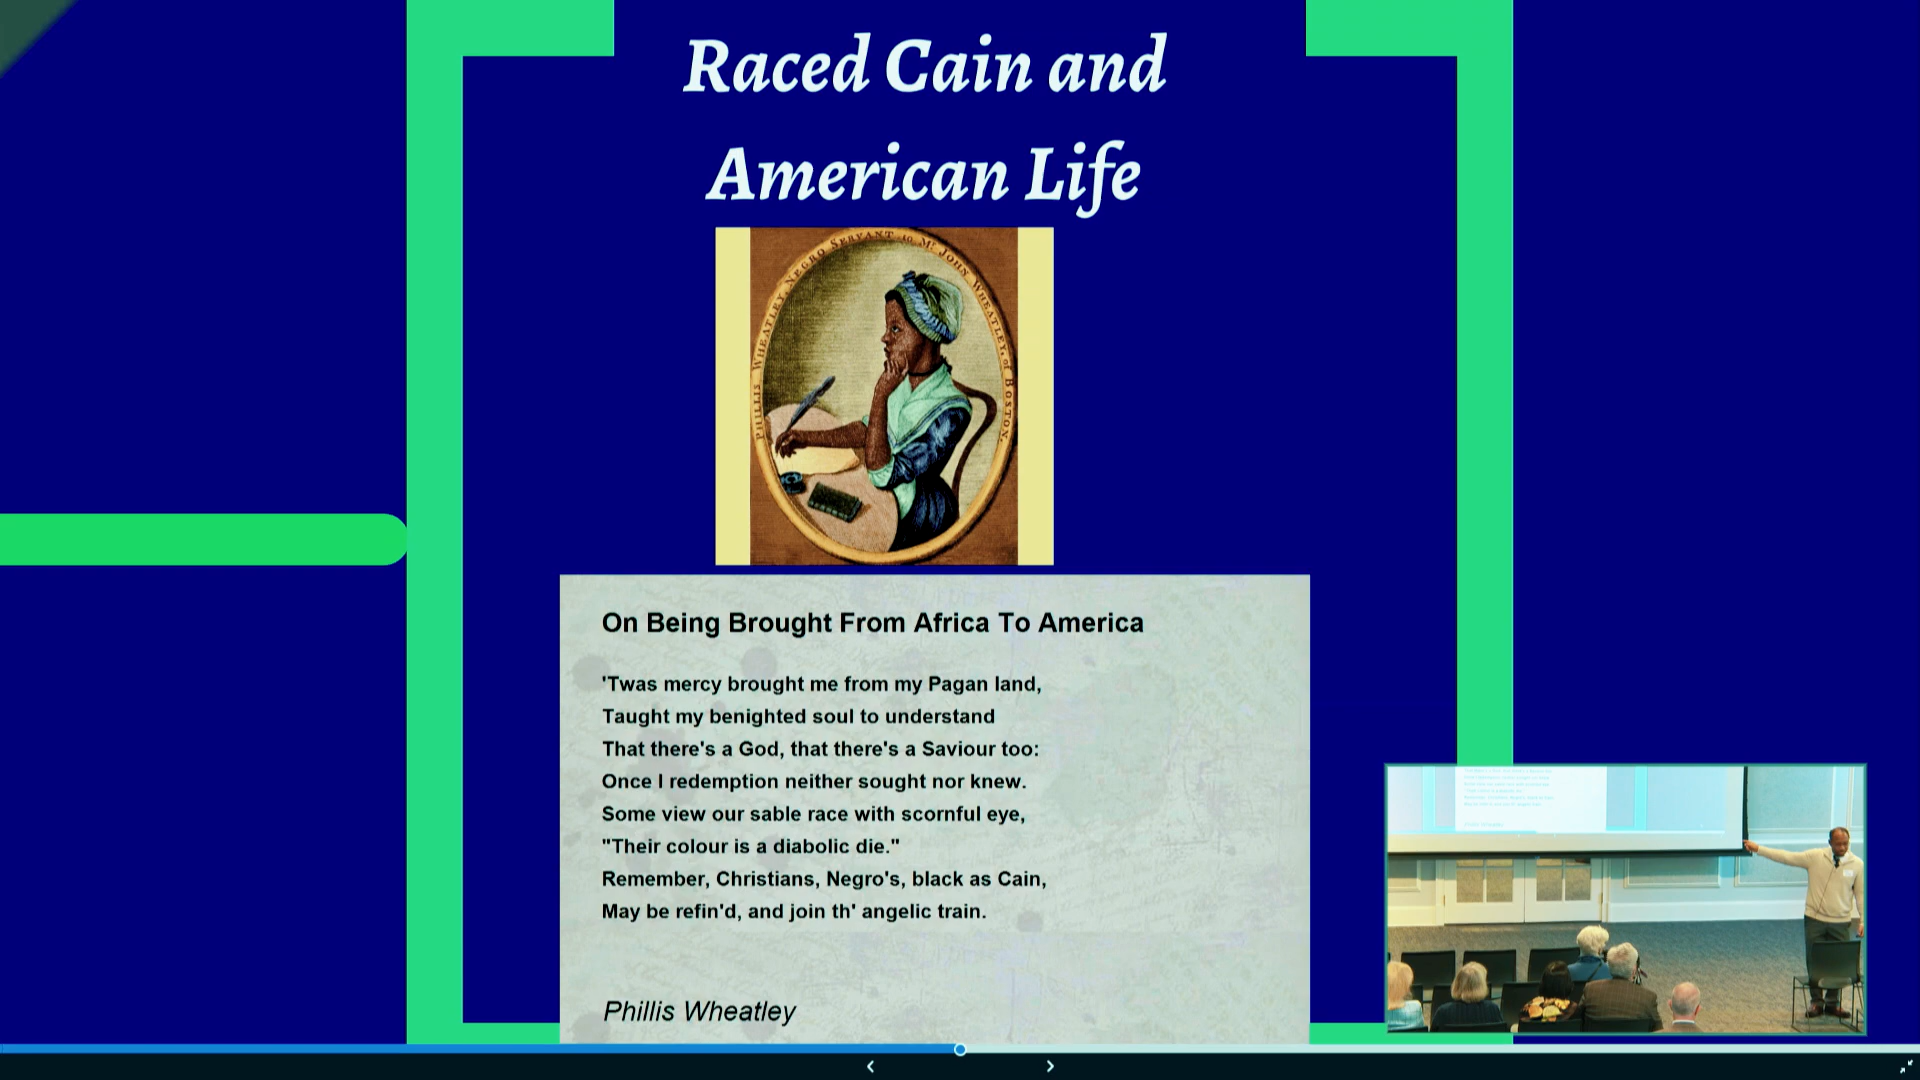 Raced Cain and
American Life
PHILLIS WHEATLEY, NEGRO SERVANT to Mr. JOHN WHEATLEY, of BOSTON.
On Being Brought From Africa To America
'Twas mercy brought me from my Pagan land,
Taught my benighted soul to understand
That there's a God, that there's a Saviour too:
Once I redemption neither sought nor knew.
Some view our sable race with scornful eye,
"Their colour is a diabolic die."
Remember, Christians, Negro's, black as Cain,
May be refin'd, and join th' angelic train.
Phillis Wheatley